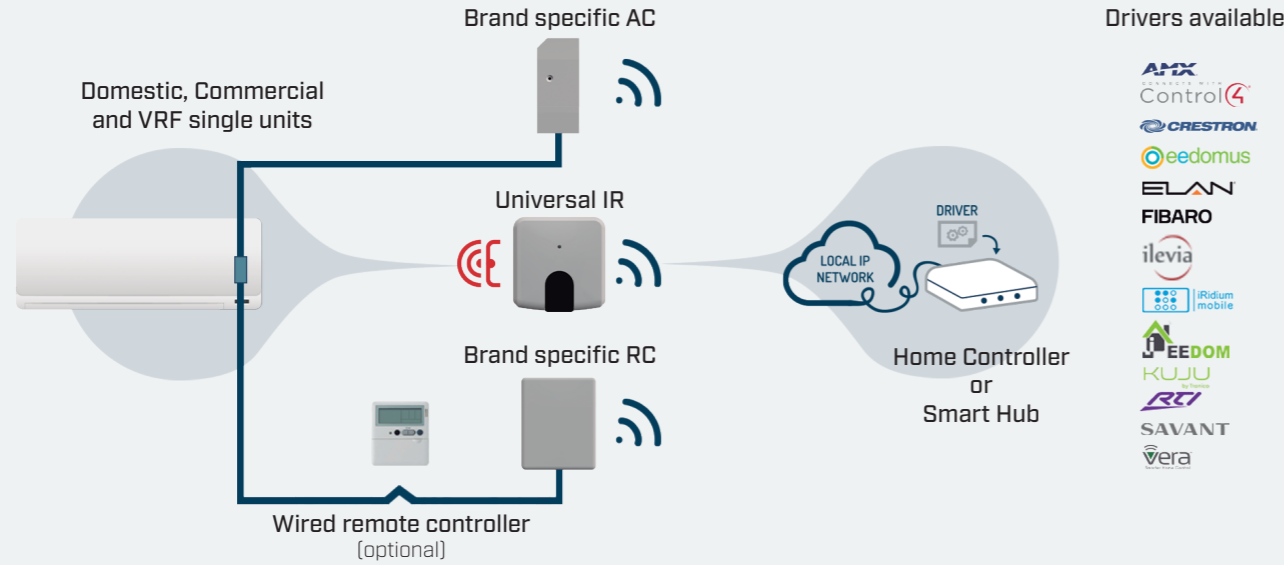 Brand specific AC
Drivers available
Domestic, Commercial
and VRF single units
Universal IR
Brand specific RC
Wired remote controller
(optional)
DRIVER
LOCAL IP
NETWORK
Home Controller
or
Smart Hub
AMX
CONNECTS WITH
Control4
CRESTRON
eedomus
ELAN
FIBARO
ilevia
iRidium
mobile
JEEDOM
KUJU
RTI
SAVANT
vera